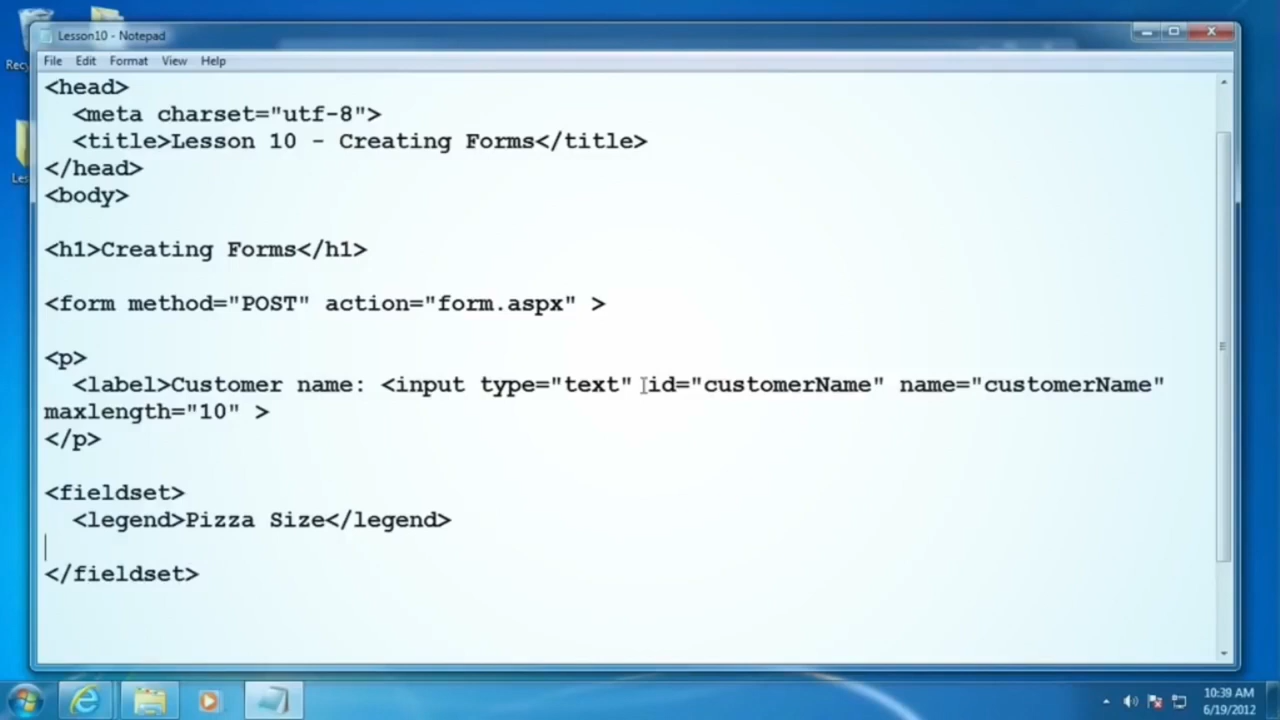 Lesson10 - Notepad
File Edit Format View Help
<head>
<meta charset="utf-8">
<title>Lesson 10 - Creating Forms</title>
</head>
<body>
<h1>Creating Forms</h1>
<form method="POST" action="form.aspx" >
<p>
<label>Customer name: <input type="text" id="customerName" name="customerName"
maxlength="10" >
</p>
<fieldset>
<legend>Pizza Size</legend>
</fieldset>
10:39 AM
6/19/2012